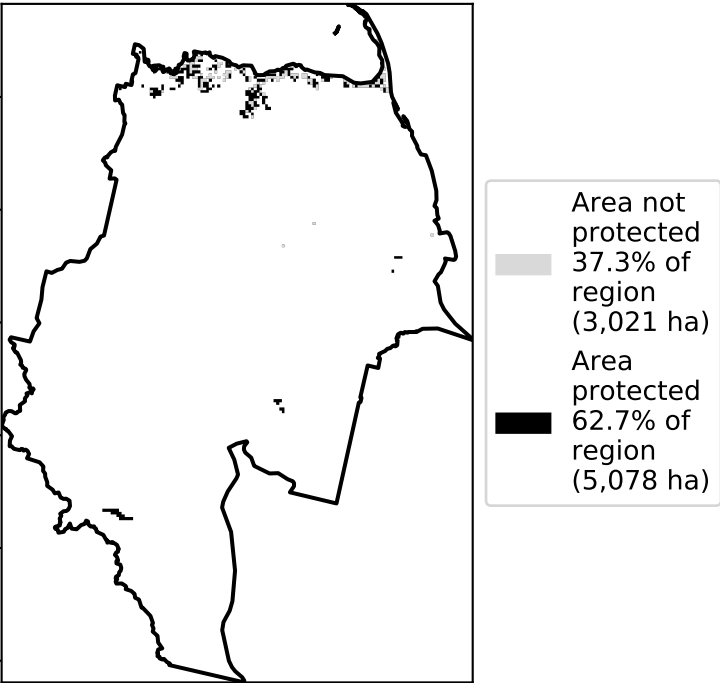 Area not
protected
37.3% of
region
(3,021 ha)
Area
protected
62.7% of
region
(5,078 ha)